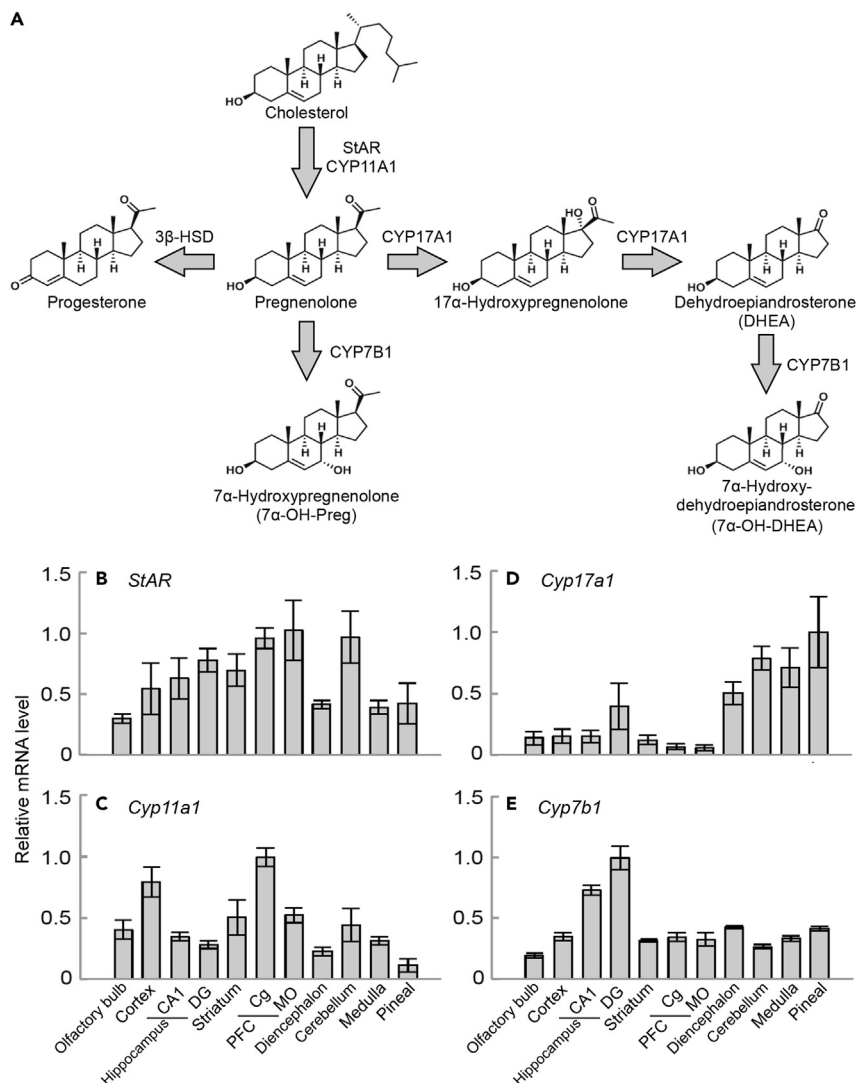 A
HO
Cholesterol
StAR
CYP11A1
O
Progesterone
3β-HSD
HO
Pregnenolone
CYP17A1
HO
17α-Hydroxypregnenolone
CYP17A1
HO
Dehydroepiandrosterone
(DHEA)
CYP7B1
HO
OH
7α-Hydroxypregnenolone
(7α-OH-Preg)
CYP7B1
HO
OH
7α-Hydroxy-
dehydroepiandrosterone
(7α-OH-DHEA)
Relative mRNA level
B StAR
1.5
1.0
0.5
0
D Cyp17a1
1.5
1.0
0.5
0
C Cyp11a1
1.5
1.0
0.5
0
Olfactory bulb
Cortex
CA1
DG
Hippocampus
Striatum
Cg
MO
PFC
Diencephalon
Cerebellum
Medulla
Pineal
E Cyp7b1
1.5
1.0
0.5
0
Olfactory bulb
Cortex
CA1
DG
Hippocampus
Striatum
Cg
MO
PFC
Diencephalon
Cerebellum
Medulla
Pineal